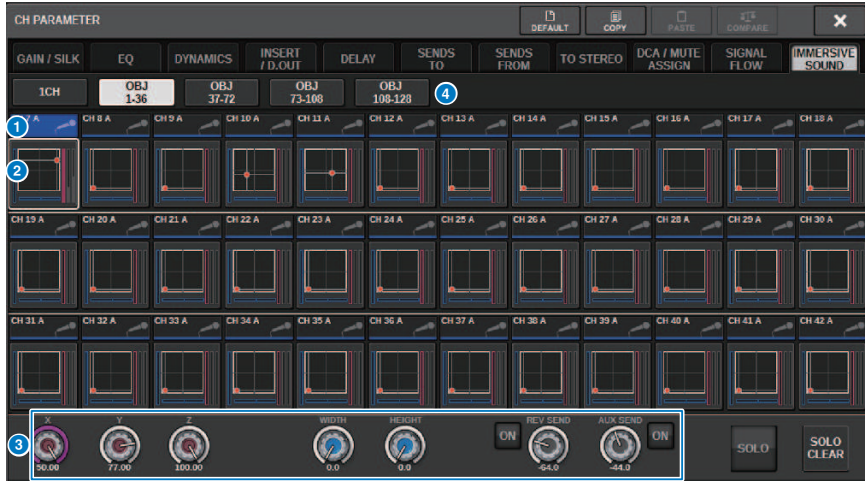 CH PARAMETER
DEFAULT
COPY
PASTE
COMPARE
GAIN / SILK
EQ
DYNAMICS
INSERT
/ D.OUT
DELAY
SENDS
TO
SENDS
FROM
TO STEREO
DCA / MUTE
ASSIGN
SIGNAL
FLOW
IMMERSIVE
SOUND
1CH
OBJ
1-36
OBJ
37-72
OBJ
73-108
OBJ
108-128
4
1
CH 8 A
CH 9 A
CH 10 A
CH 11 A
CH 12 A
CH 13 A
CH 14 A
CH 15 A
CH 16 A
CH 17 A
CH 18 A
2
CH 19 A
CH 20 A
CH 21 A
CH 22 A
CH 23 A
CH 24 A
CH 25 A
CH 26 A
CH 27 A
CH 28 A
CH 29 A
CH 30 A
CH 31 A
CH 32 A
CH 33 A
CH 34 A
CH 35 A
CH 36 A
CH 37 A
CH 38 A
CH 39 A
CH 40 A
CH 41 A
CH 42 A
3
X
50.00
Y
77.00
Z
100.00
WIDTH
0.0
HEIGHT
0.0
ON
REV SEND
-64.0
AUX SEND
-44.0
ON
SOLO
SOLO
CLEAR